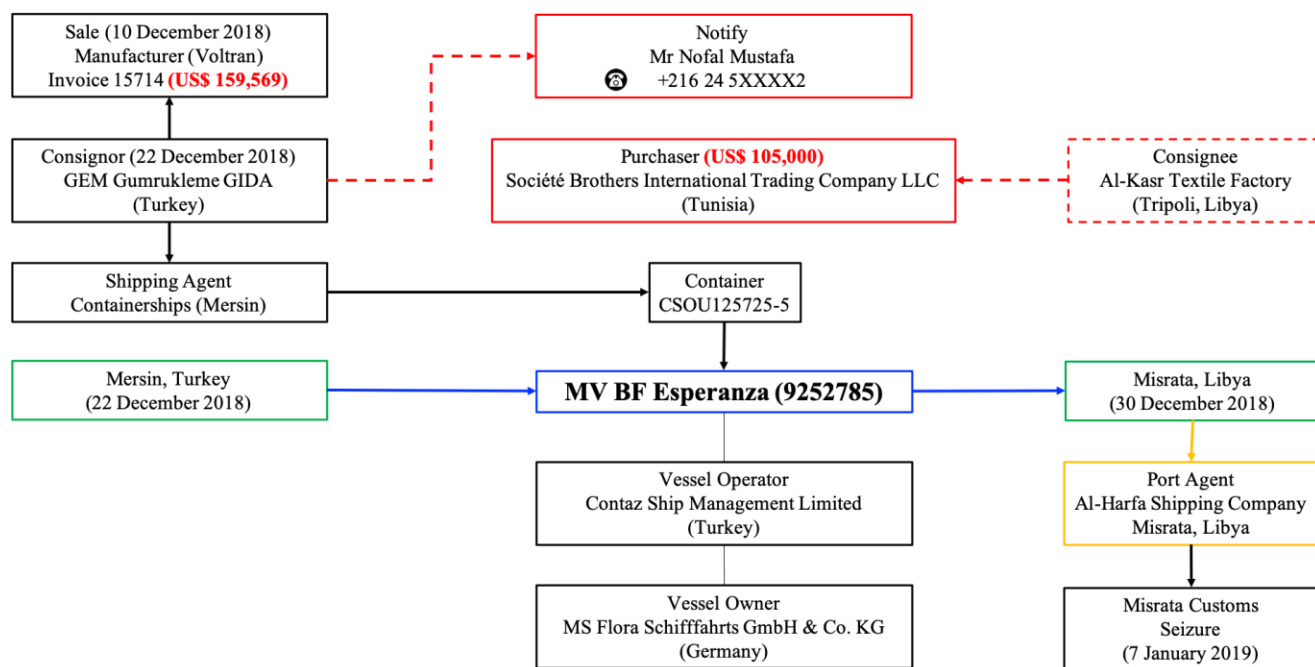 Sale (10 December 2018)
Manufacturer (Voltran)
Invoice 15714 (US$ 159,569)
Notify
Mr Nofal Mustafa
+216 24 5XXXX2
Consignor (22 December 2018)
GEM Gumrukleme GIDA
(Turkey)
Purchaser (US$ 105,000)
Société Brothers International Trading Company LLC
(Tunisia)
Consignee
Al-Kasr Textile Factory
(Tripoli, Libya)
Shipping Agent
Containerships (Mersin)
Container
CSOU125725-5
Mersin, Turkey
(22 December 2018)
MV BF Esperanza (9252785)
Misrata, Libya
(30 December 2018)
Vessel Operator
Contaz Ship Management Limited
(Turkey)
Port Agent
Al-Harfa Shipping Company
Misrata, Libya
Vessel Owner
MS Flora Schifffahrts GmbH & Co. KG
(Germany)
Misrata Customs
Seizure
(7 January 2019)